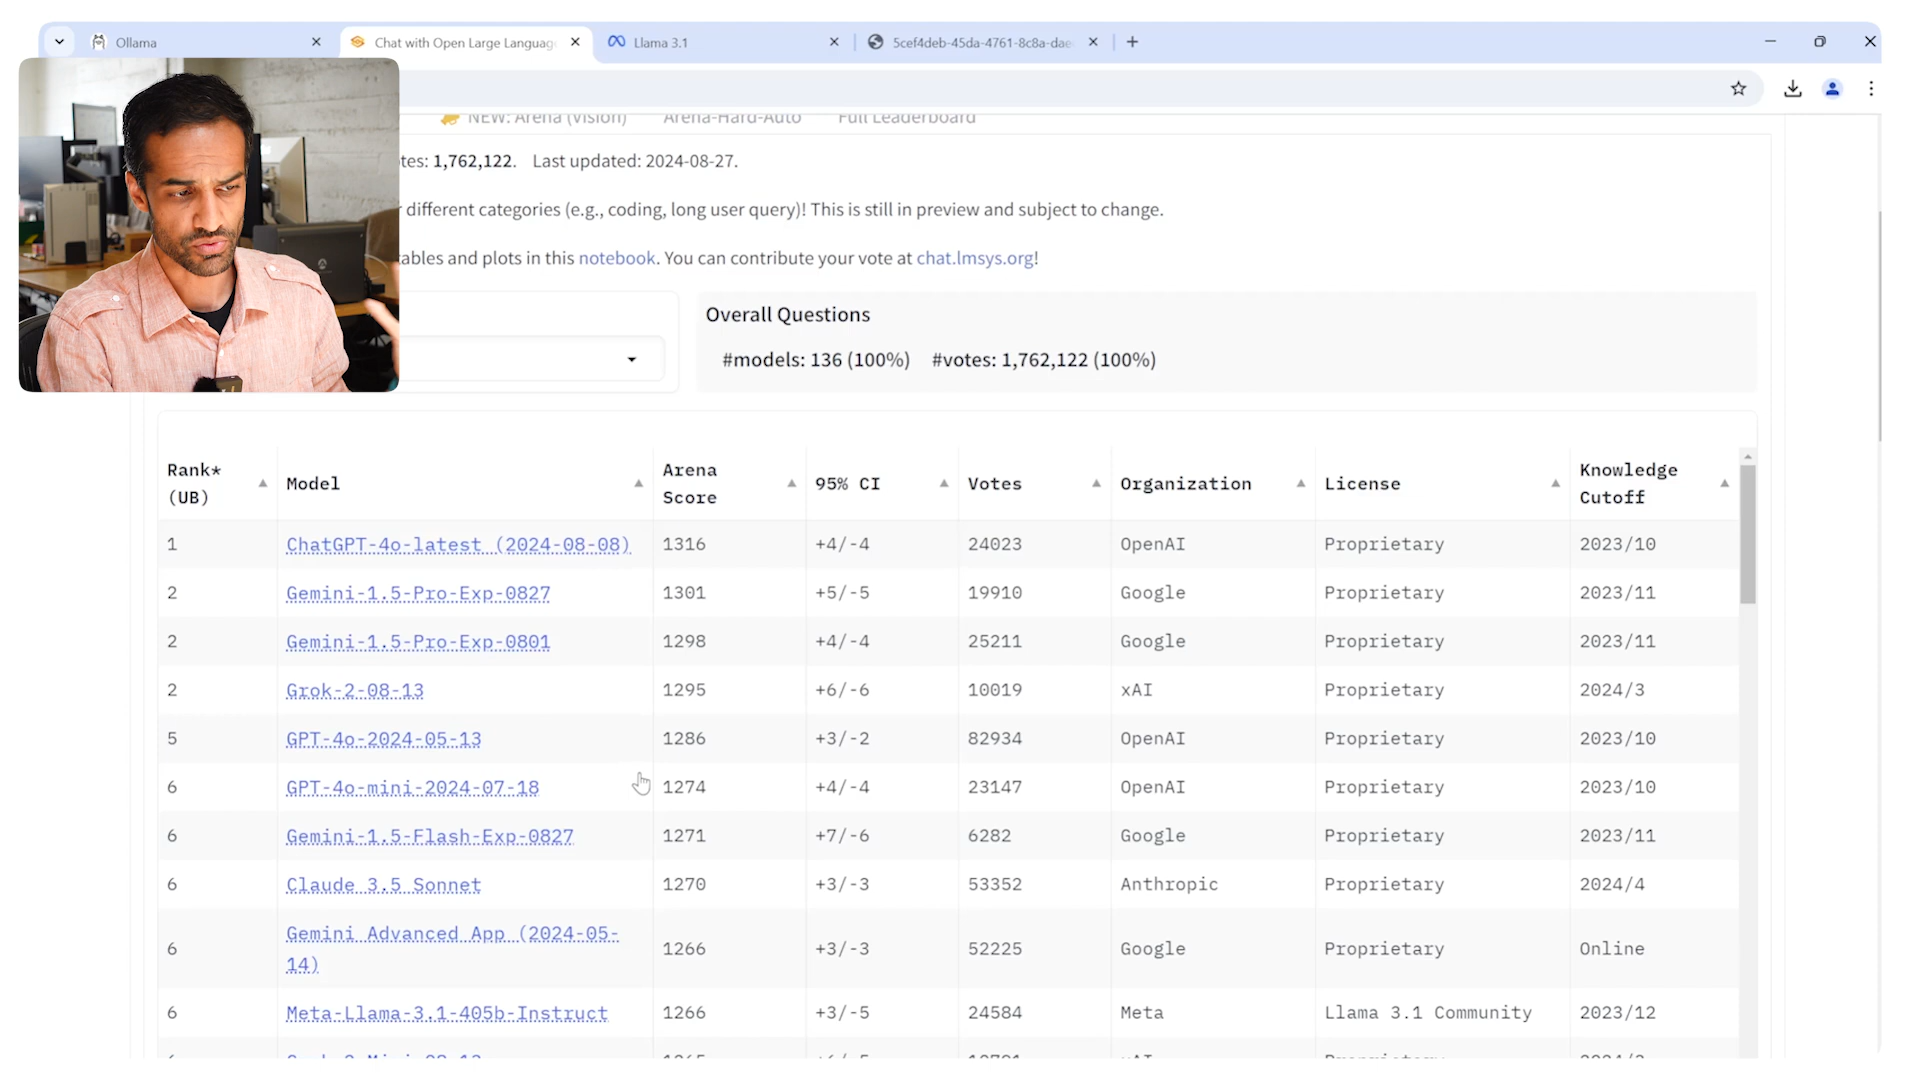 Ollama
Chat with Open Large Languag
Llama 3.1
5cef4deb-45da-4761-8c8a-dae
NEW: Arena (Vision) Arena-Hard-Auto Full Leaderboard
tes: 1,762,122. Last updated: 2024-08-27.
different categories (e.g., coding, long user query)! This is still in preview and subject to change.
ables and plots in this notebook. You can contribute your vote at chat.lmsys.org!
Overall Questions
#models: 136 (100%) #votes: 1,762,122 (100%)
Rank* (UB) Model Arena Score 95% CI Votes Organization License Knowledge Cutoff
1 ChatGPT-4o-latest (2024-08-08) 1316 +4/-4 24023 OpenAI Proprietary 2023/10
2 Gemini-1.5-Pro-Exp-0827 1301 +5/-5 19910 Google Proprietary 2023/11
2 Gemini-1.5-Pro-Exp-0801 1298 +4/-4 25211 Google Proprietary 2023/11
2 Grok-2-08-13 1295 +6/-6 10019 xAI Proprietary 2024/3
5 GPT-4o-2024-05-13 1286 +3/-2 82934 OpenAI Proprietary 2023/10
6 GPT-4o-mini-2024-07-18 1274 +4/-4 23147 OpenAI Proprietary 2023/10
6 Gemini-1.5-Flash-Exp-0827 1271 +7/-6 6282 Google Proprietary 2023/11
6 Claude 3.5 Sonnet 1270 +3/-3 53352 Anthropic Proprietary 2024/4
6 Gemini Advanced App (2024-05-14) 1266 +3/-3 52225 Google Proprietary Online
6 Meta-Llama-3.1-405b-Instruct 1266 +3/-5 24584 Meta Llama 3.1 Community 2023/12